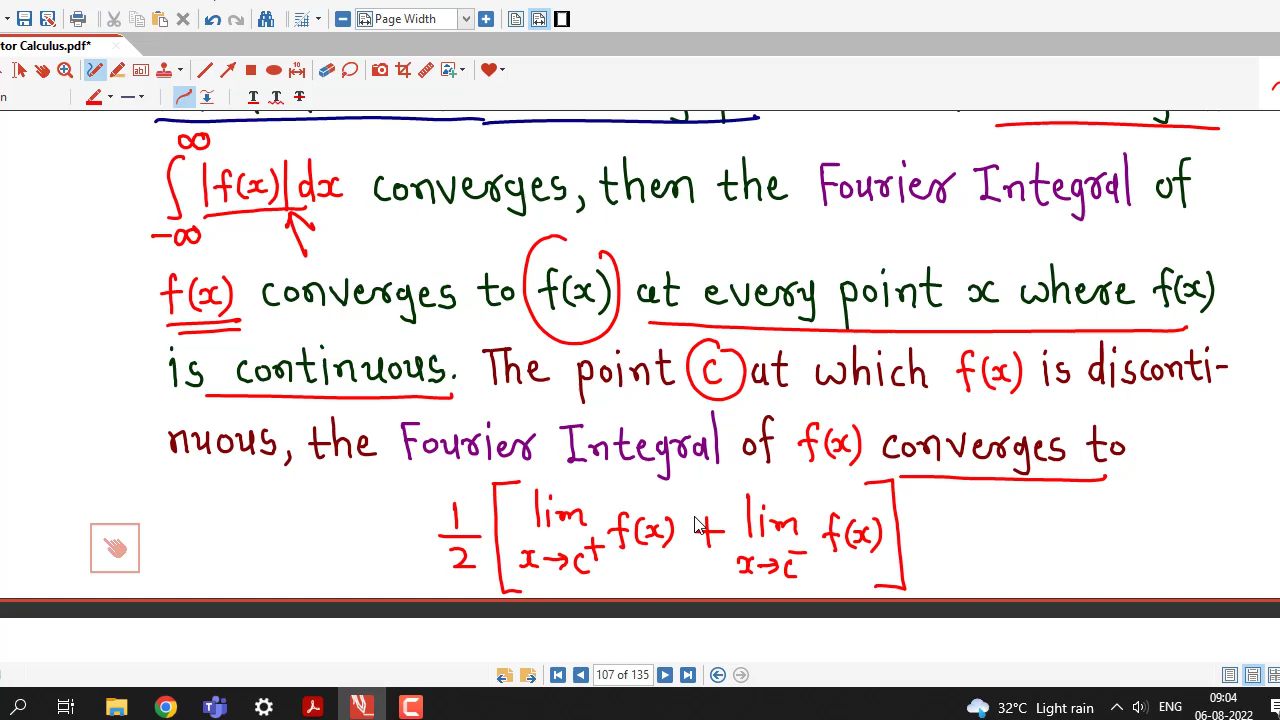 Page Width
tor Calculus.pdf*
∞
∫ |f(x)| dx converges, then the Fourier Integral of
-∞
f(x) converges to f(x) at every point x where f(x)
is continuous. The point c at which f(x) is disconti-
nuous, the Fourier Integral of f(x) converges to
1/2 [ lim x→c⁺ f(x) + lim x→c⁻ f(x) ]
107 of 135
32°C Light rain
ENG
09:04
06-08-2022